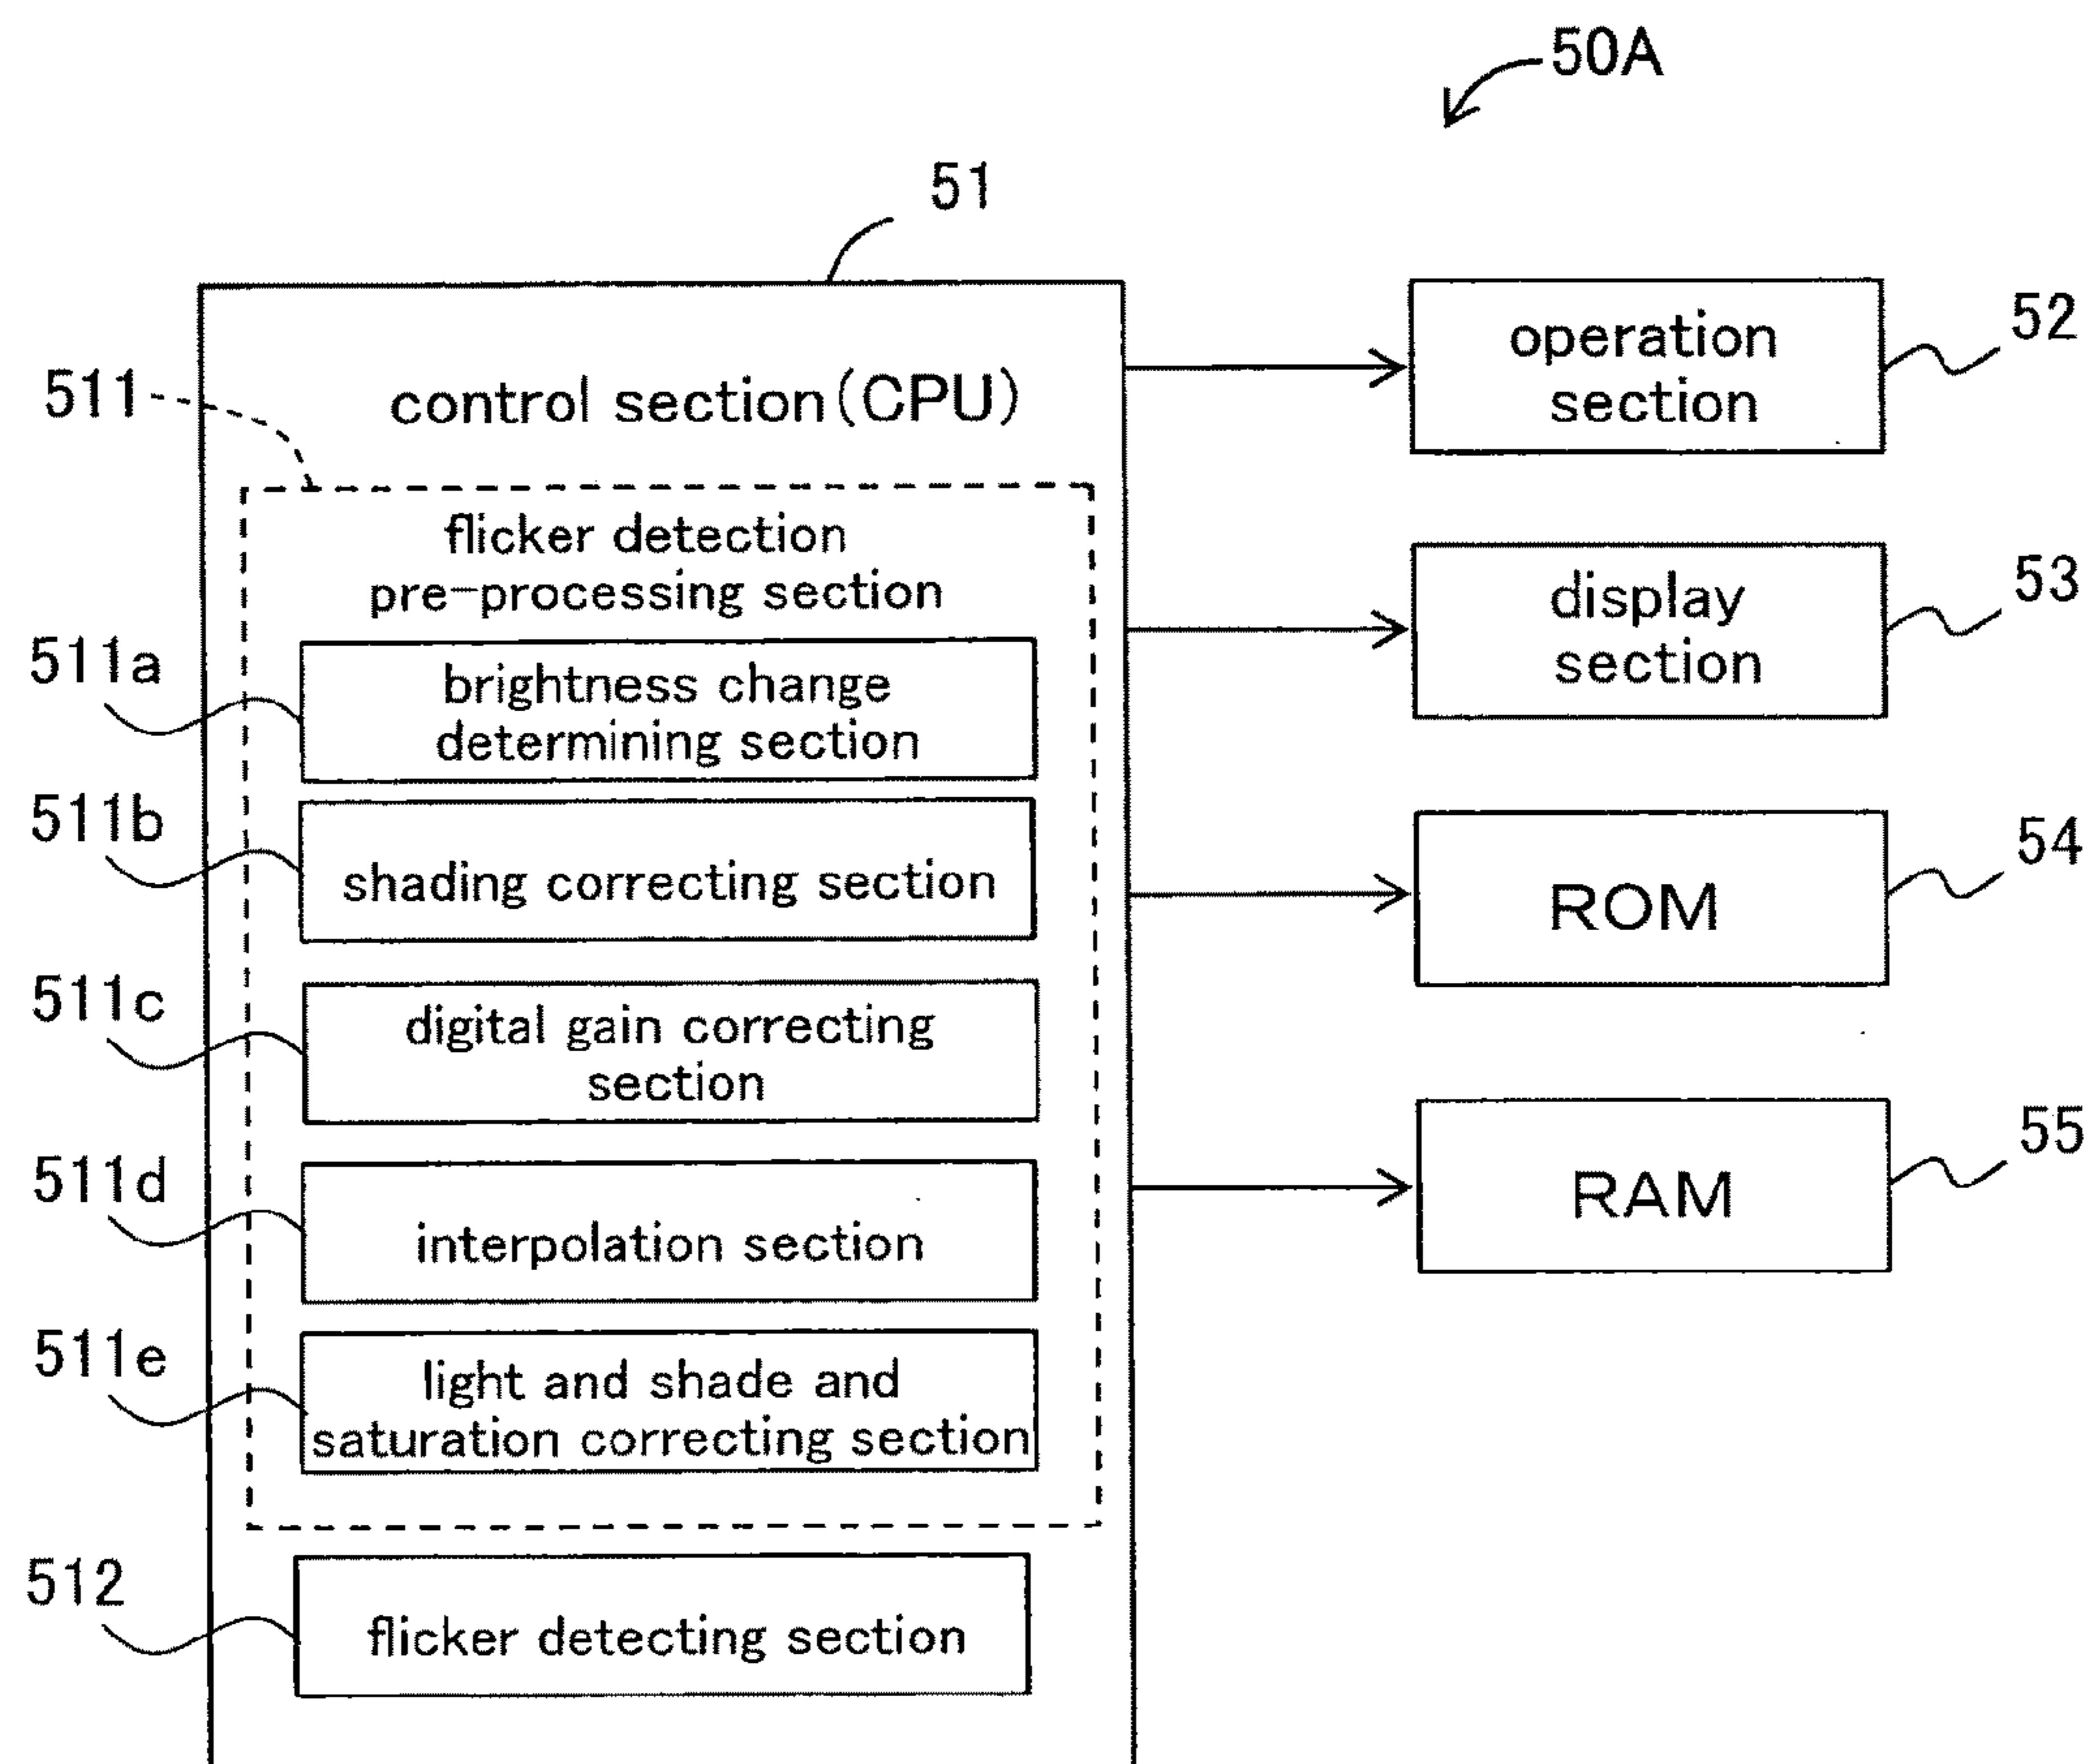 50A
51
control section(CPU)
511
flicker detection
pre-processing section
511a
brightness change
determining section
511b
shading correcting section
511c
digital gain correcting
section
511d
interpolation section
511e
light and shade and
saturation correcting section
512
flicker detecting section
operation
section
52
display
section
53
ROM
54
RAM
55